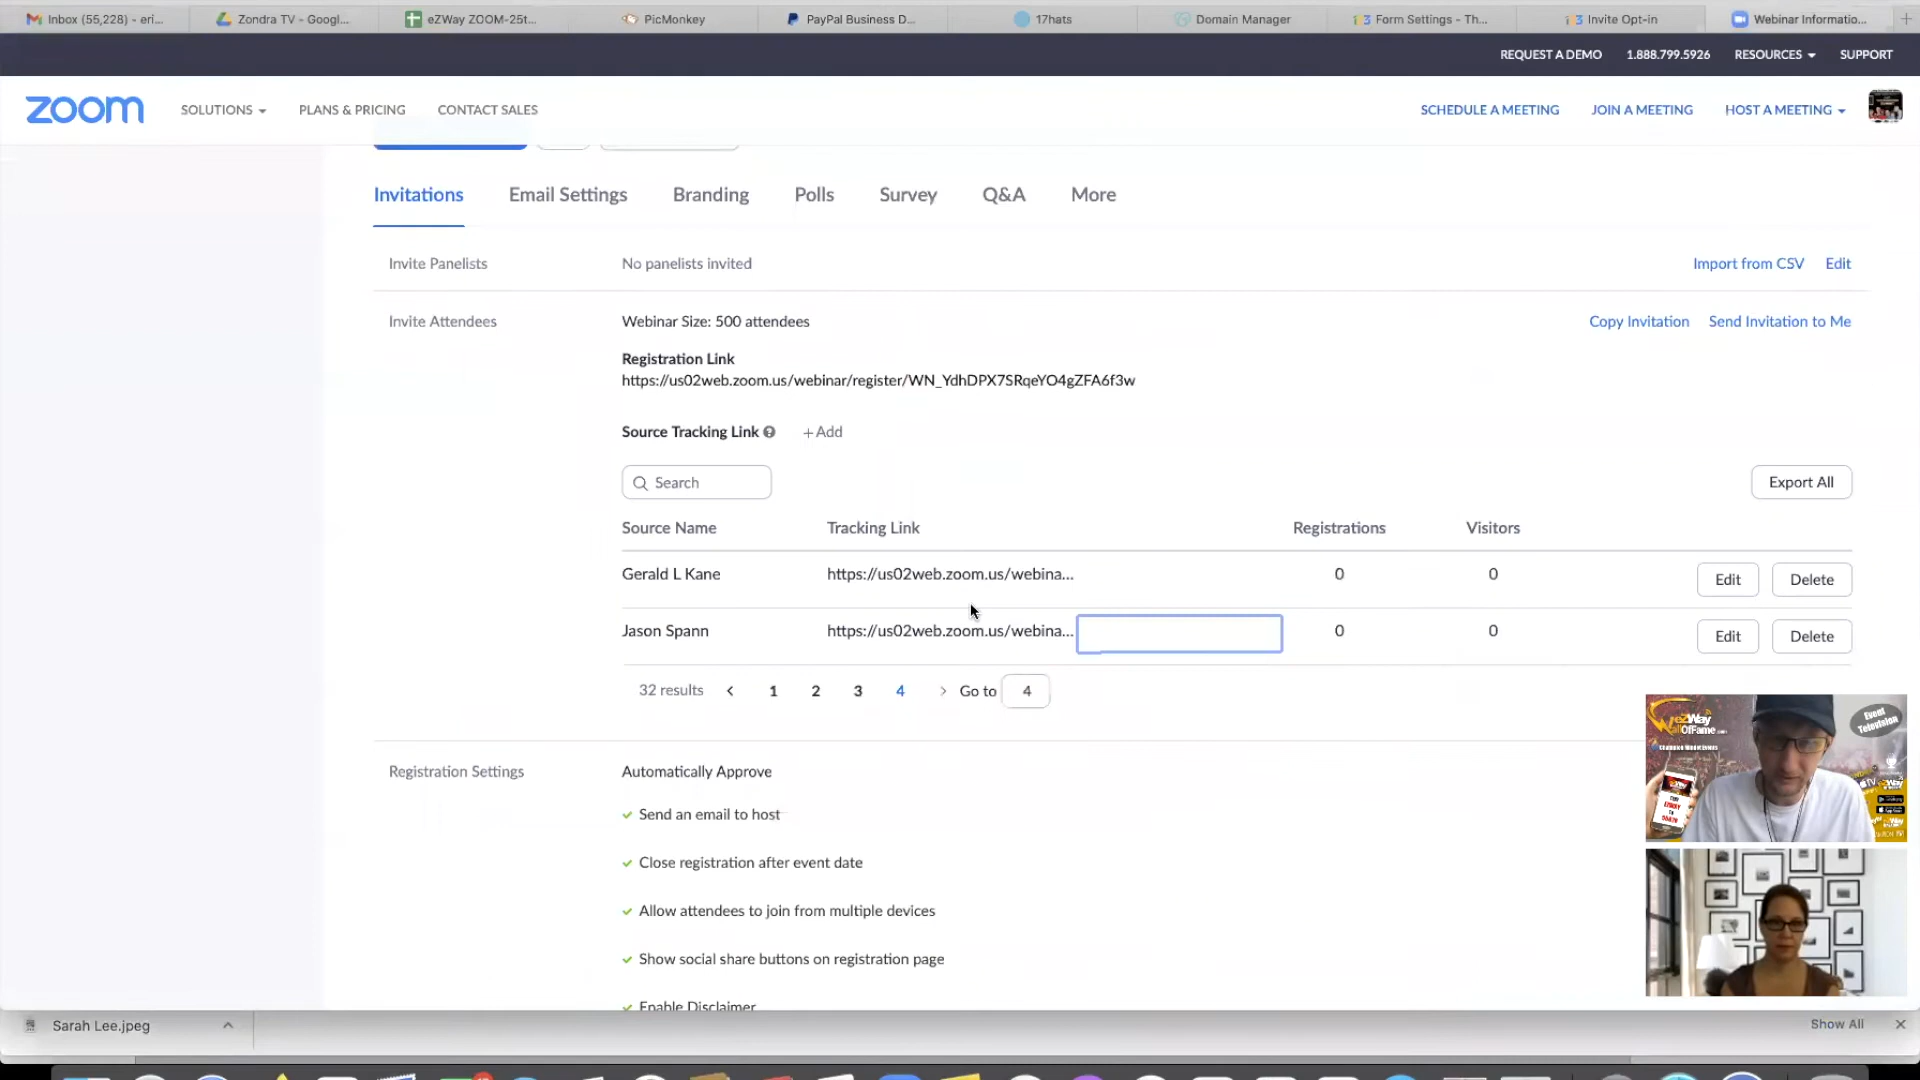 Inbox (55,228) - eri...
Zondra TV - Googl...
eZWay ZOOM-25t...
PicMonkey
PayPal Business D...
17hats
Domain Manager
Form Settings - Th...
Invite Opt-in
Webinar Informatio...
REQUEST A DEMO
1.888.799.5926
RESOURCES
SUPPORT
zoom
SOLUTIONS
PLANS & PRICING
CONTACT SALES
SCHEDULE A MEETING
JOIN A MEETING
HOST A MEETING
Invitations
Email Settings
Branding
Polls
Survey
Q&A
More
Invite Panelists
No panelists invited
Import from CSV
Edit
Invite Attendees
Webinar Size: 500 attendees
Copy Invitation
Send Invitation to Me
Registration Link
https://us02web.zoom.us/webinar/register/WN_YdhDPX7SRqeYO4gZFA6f3w
Source Tracking Link
+ Add
Search
Export All
Source Name
Tracking Link
Registrations
Visitors
Gerald L Kane
https://us02web.zoom.us/webina...
0
0
Edit
Delete
Jason Spann
https://us02web.zoom.us/webina...
0
0
Edit
Delete
32 results
1
2
3
4
Go to
4
Registration Settings
Automatically Approve
Send an email to host
Close registration after event date
Allow attendees to join from multiple devices
Show social share buttons on registration page
Enable Disclaimer
ezWay
OfFame
Event
Television
Sarah Lee.jpeg
Show All